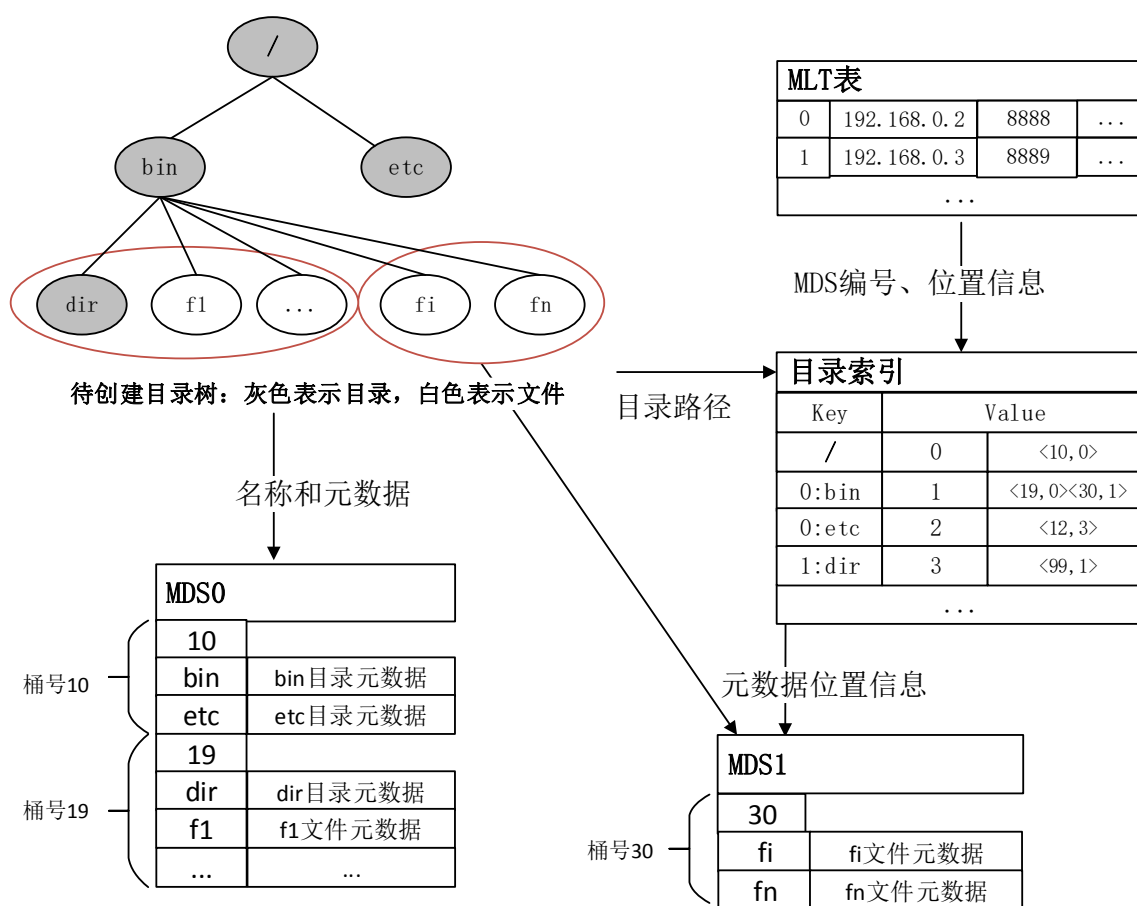 /
bin
etc
dir
f1
...
fi
fn
待创建目录树：灰色表示目录，白色表示文件
MLT表
0 192.168.0.2 8888 ...
1 192.168.0.3 8889 ...
...
MDS编号、位置信息
目录路径
目录索引
Key Value
/ 0 <10,0>
0:bin 1 <19,0><30,1>
0:etc 2 <12,3>
1:dir 3 <99,1>
...
名称和元数据
元数据位置信息
MDS0
桶号10
10
bin bin目录元数据
etc etc目录元数据
桶号19
19
dir dir目录元数据
f1 f1文件元数据
... ...
MDS1
桶号30
30
fi fi文件元数据
fn fn文件元数据